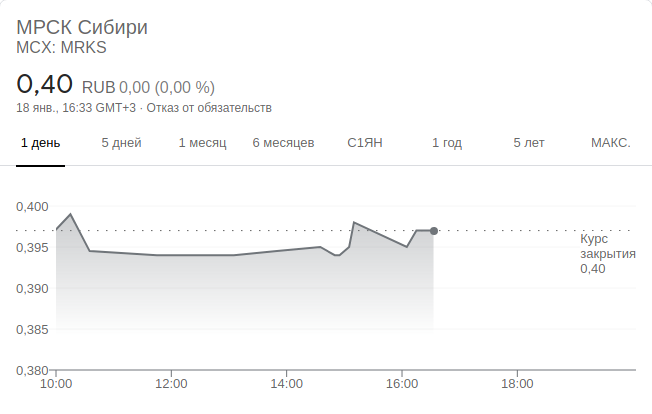 МРСК Сибири
MCX: MRKS
0,40 RUB 0,00 (0,00 %)
18 янв., 16:33 GMT+3 · Отказ от обязательств
1 день 5 дней 1 месяц 6 месяцев С1ЯН 1 год 5 лет МАКС.
0,400
Курс
закрытия
0,40
0,395
0,390
0,385
0,380
10:00 12:00 14:00 16:00 18:00